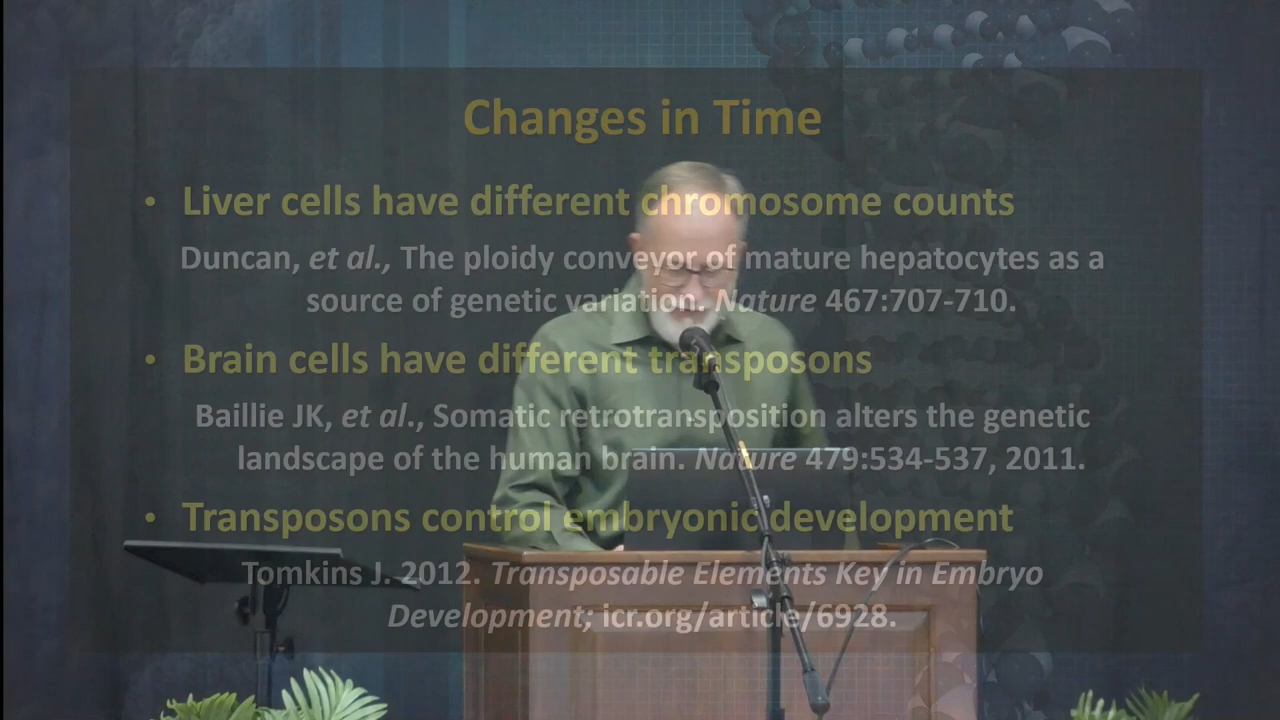 Changes in Time
• Liver cells have different chromosome counts
Duncan, et al., The ploidy conveyor of mature hepatocytes as a
source of genetic variation. Nature 467:707-710.
• Brain cells have different transposons
Baillie JK, et al., Somatic retrotransposition alters the genetic
landscape of the human brain. Nature 479:534-537, 2011.
• Transposons control embryonic development
Tomkins J. 2012. Transposable Elements Key in Embryo
Development; icr.org/article/6928.